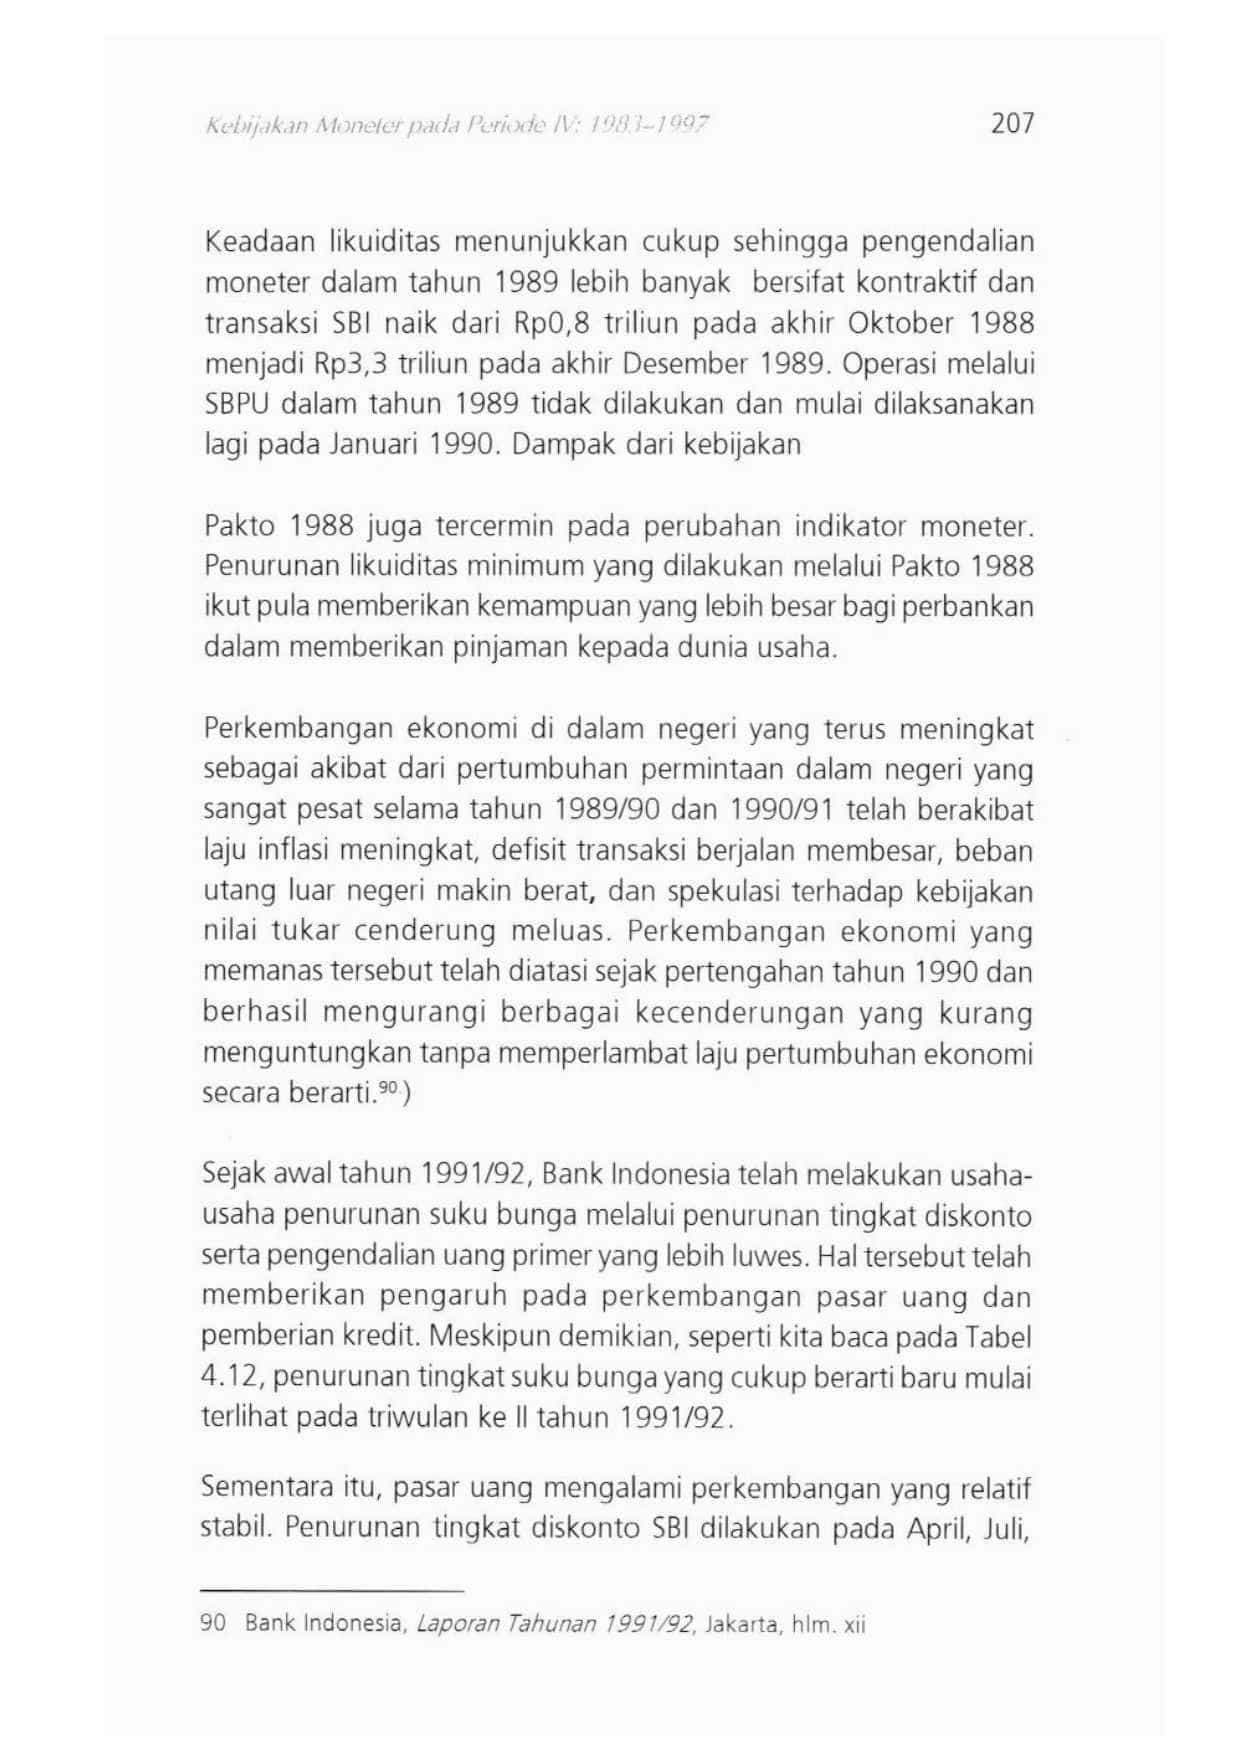 Kebijakan Moneter pada Periode IV: 1983–1997 207
Keadaan likuiditas menunjukkan cukup sehingga pengendalian
moneter dalam tahun 1989 lebih banyak bersifat kontraktif dan
transaksi SBI naik dari Rp0,8 triliun pada akhir Oktober 1988
menjadi Rp3,3 triliun pada akhir Desember 1989. Operasi melalui
SBPU dalam tahun 1989 tidak dilakukan dan mulai dilaksanakan
lagi pada Januari 1990. Dampak dari kebijakan
Pakto 1988 juga tercermin pada perubahan indikator moneter.
Penurunan likuiditas minimum yang dilakukan melalui Pakto 1988
ikut pula memberikan kemampuan yang lebih besar bagi perbankan
dalam memberikan pinjaman kepada dunia usaha.
Perkembangan ekonomi di dalam negeri yang terus meningkat
sebagai akibat dari pertumbuhan permintaan dalam negeri yang
sangat pesat selama tahun 1989/90 dan 1990/91 telah berakibat
laju inflasi meningkat, defisit transaksi berjalan membesar, beban
utang luar negeri makin berat, dan spekulasi terhadap kebijakan
nilai tukar cenderung meluas. Perkembangan ekonomi yang
memanas tersebut telah diatasi sejak pertengahan tahun 1990 dan
berhasil mengurangi berbagai kecenderungan yang kurang
menguntungkan tanpa memperlambat laju pertumbuhan ekonomi
secara berarti.90.)
Sejak awal tahun 1991/92, Bank Indonesia telah melakukan usaha-
usaha penurunan suku bunga melalui penurunan tingkat diskonto
serta pengendalian uang primer yang lebih luwes. Hal tersebut telah
memberikan pengaruh pada perkembangan pasar uang dan
pemberian kredit. Meskipun demikian, seperti kita baca pada Tabel
4.12, penurunan tingkat suku bunga yang cukup berarti baru mulai
terlihat pada triwulan ke II tahun 1991/92.
Sementara itu, pasar uang mengalami perkembangan yang relatif
stabil. Penurunan tingkat diskonto SBI dilakukan pada April, Juli,
90 Bank Indonesia, Laporan Tahunan 1991/92, Jakarta, hlm. xii